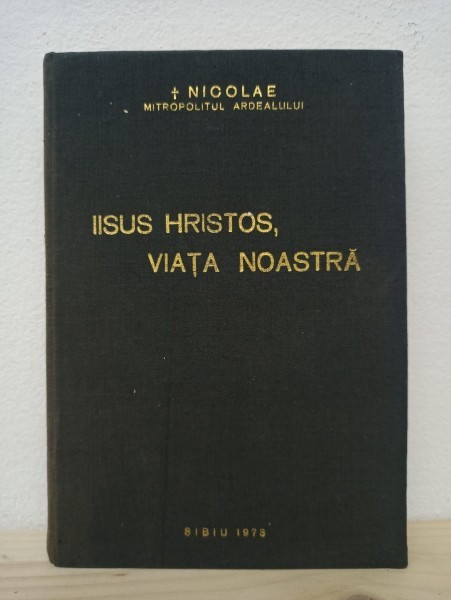 † NICOLAE
MITROPOLITUL ARDEALULUI
IISUS HRISTOS,
VIAȚA NOASTRĂ
SIBIU 1973